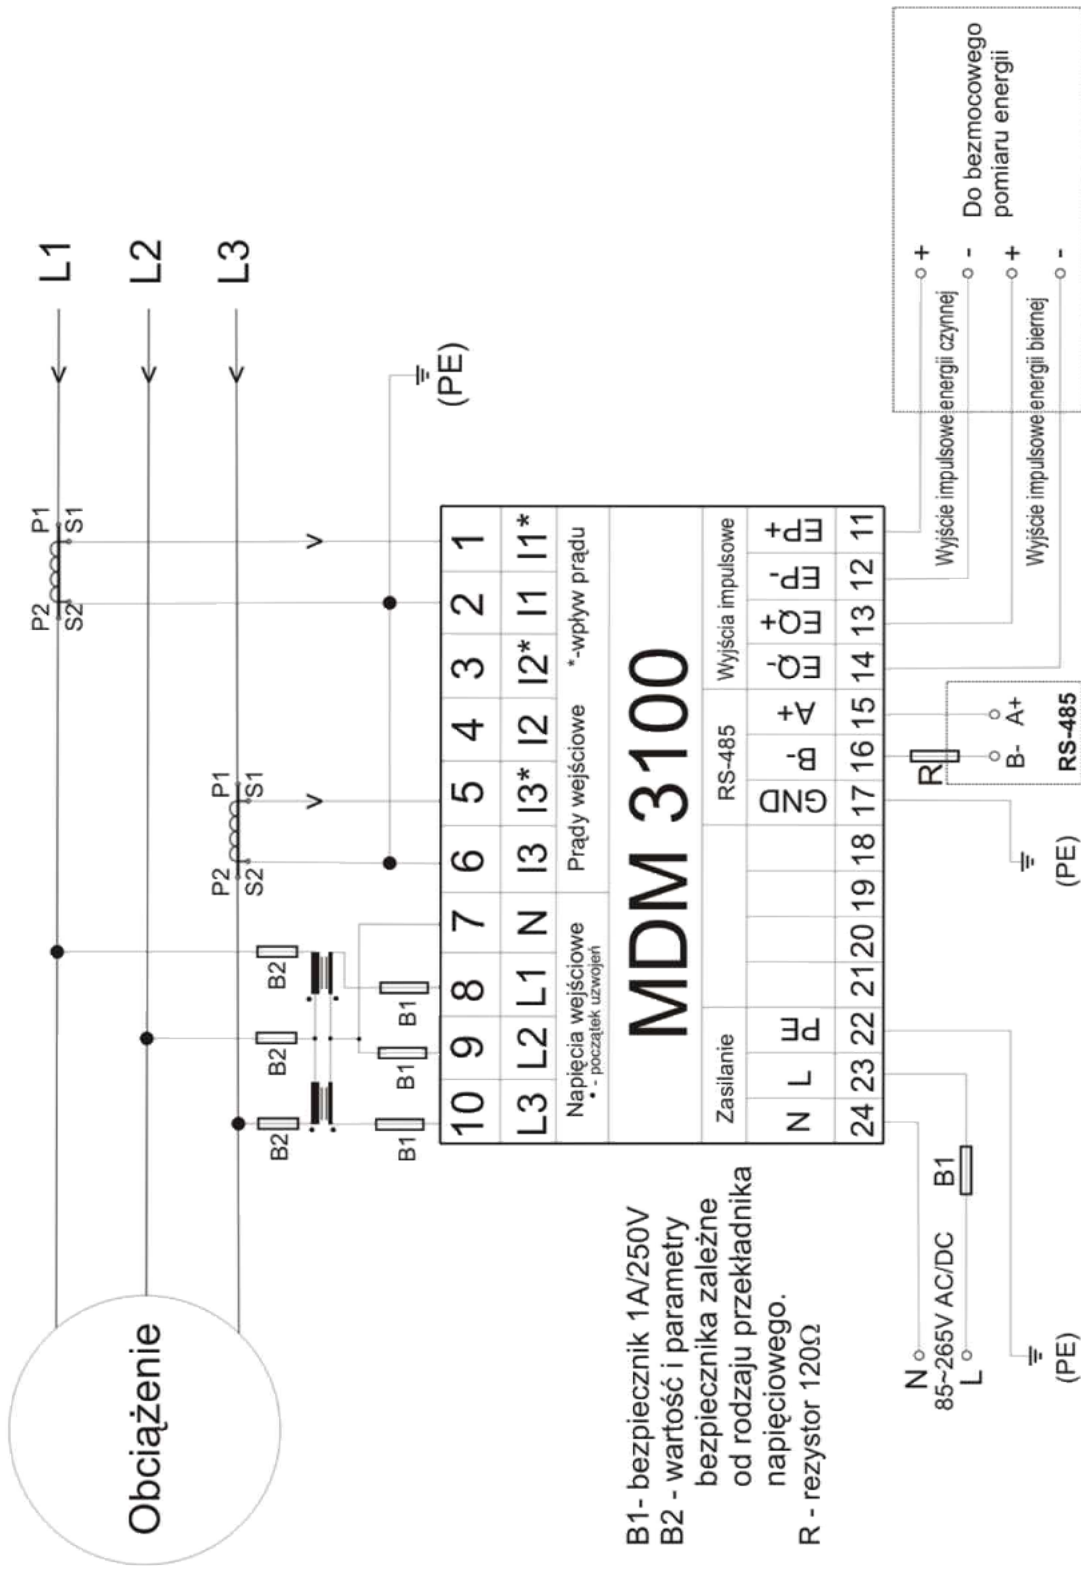 Obciążenie
L1
L2
L3
P2 P1
S2 S1
P2 P1
S2 S1
(PE)
B2 B2 B2
B1 B1 B1
10 9 8 7 6 5 4 3 2 1
L3 L2 L1 N I3 I3* I2 I2* I1 I1*
Napięcia wejściowe
• - początek uzwojeń
Prądy wejściowe
*-wpływ prądu
MDM 3100
Zasilanie
RS-485
Wyjścia impulsowe
N L PE GND B- A+ EQ- EQ+ EP- EP+
24 23 22 21 20 19 18 17 16 15 14 13 12 11
B1- bezpiecznik 1A/250V
B2 - wartość i parametry
bezpiecznika zależne
od rodzaju przekładnika
napięciowego.
R - rezystor 120Ω
N
85~265V AC/DC
L
B1
(PE)
(PE)
R
B- A+
RS-485
Wyjście impulsowe energii czynnej
Wyjście impulsowe energii biernej
+
-
+
-
Do bezmocowego
pomiaru energii